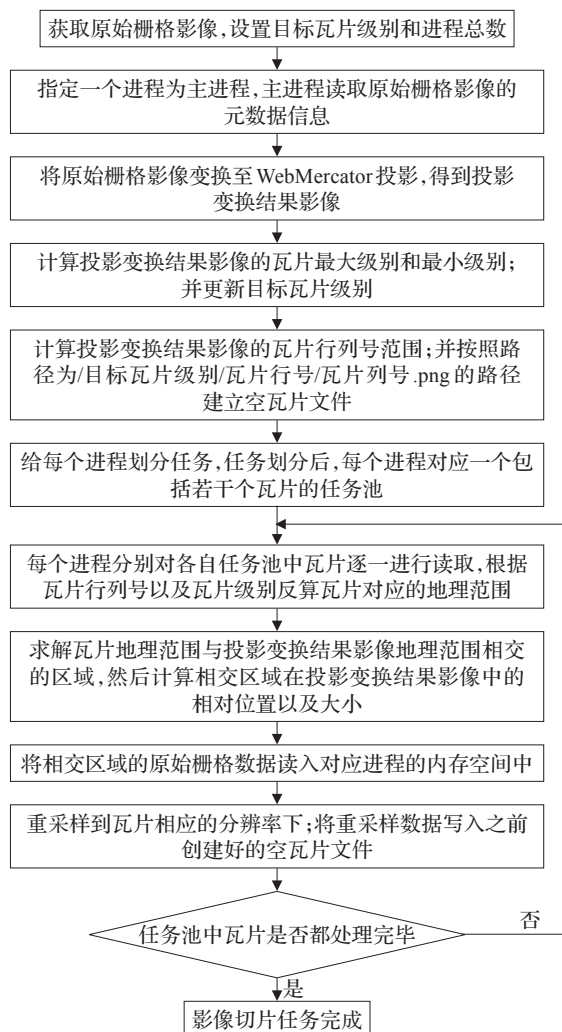 获取原始栅格影像,设置目标瓦片级别和进程总数
指定一个进程为主进程,主进程读取原始栅格影像的
元数据信息
将原始栅格影像变换至WebMercator投影,得到投影
变换结果影像
计算投影变换结果影像的瓦片最大级别和最小级别;
并更新目标瓦片级别
计算投影变换结果影像的瓦片行列号范围;并按照路
径为/目标瓦片级别/瓦片行号/瓦片列号.png的路径
建立空瓦片文件
给每个进程划分任务,任务划分后,每个进程对应一个包
括若干个瓦片的任务池
每个进程分别对各自任务池中瓦片逐一进行读取,根据
瓦片行列号以及瓦片级别反算瓦片对应的地理范围
求解瓦片地理范围与投影变换结果影像地理范围相交
的区域,然后计算相交区域在投影变换结果影像中的
相对位置以及大小
将相交区域的原始栅格数据读入对应进程的内存空间中
重采样到瓦片相应的分辨率下;将重采样数据写入之前
创建好的空瓦片文件
任务池中瓦片是否都处理完毕
否
是
影像切片任务完成